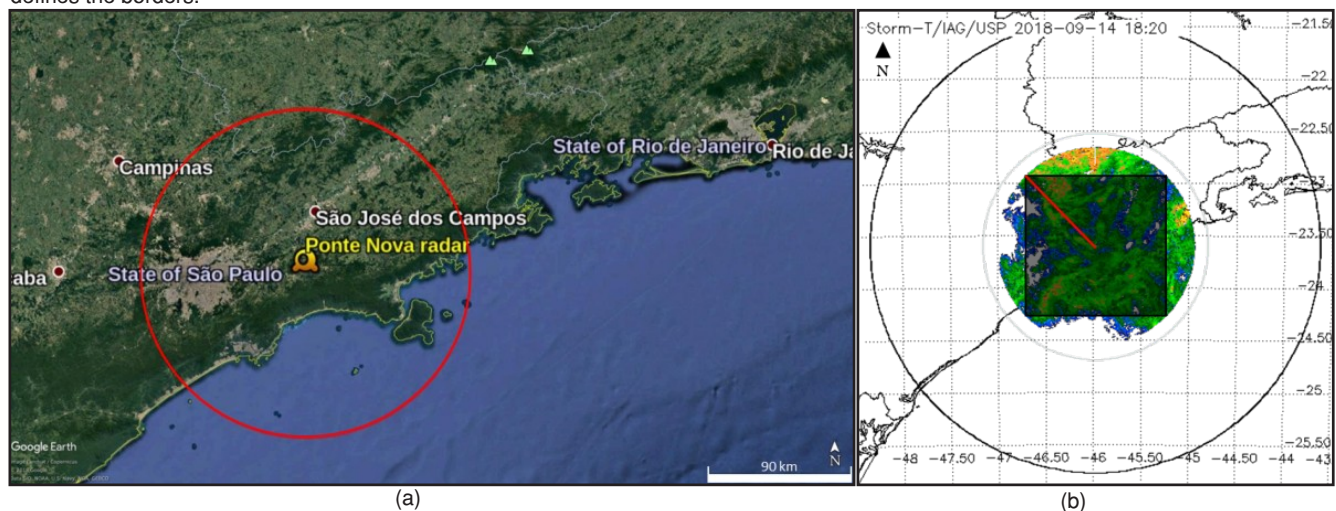 defines the borders.
Campinas
State of Rio de Janeiro
Rio de Ja
São José dos Campos
Ponte Nova radar
State of São Paulo
aba
Google Earth
90 km
N
(a)
Storm-T/IAG/USP 2018-09-14 18:20
N
-21.5
-22
-22.50
-23
-23.50
-24
-24.50
-25
-25.50
-48 -47.50 -47 -46.50 -46 -45.50 -45 -44.50 -44 -43
(b)